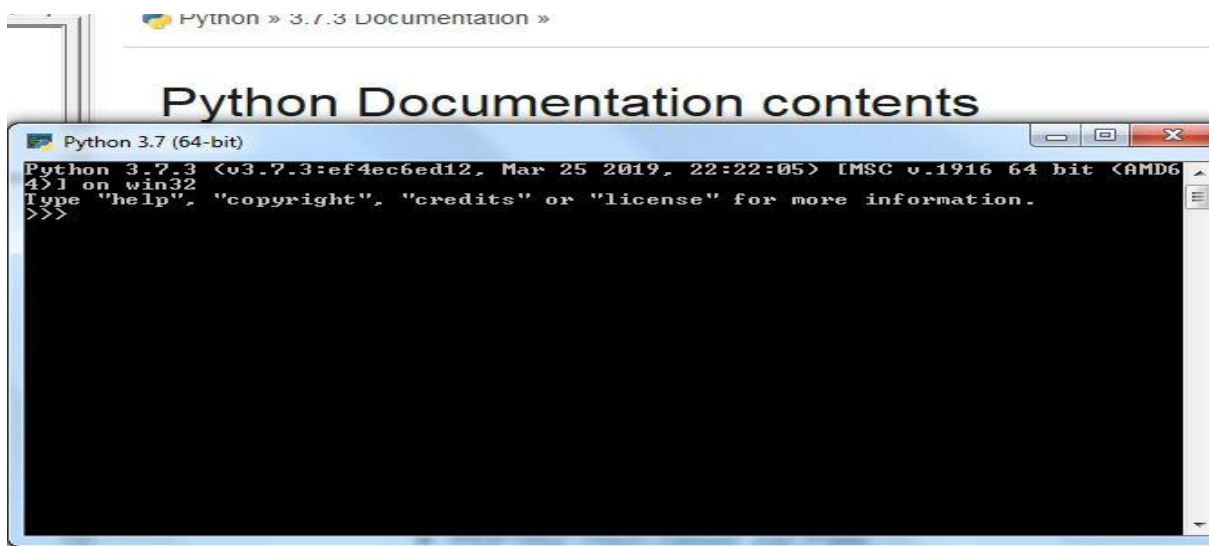 Python » 3.7.3 Documentation »
Python Documentation contents
Python 3.7 (64-bit)
Python 3.7.3 (v3.7.3:ef4ec6ed12, Mar 25 2019, 22:22:05) [MSC v.1916 64 bit (AMD6
4)] on win32
Type "help", "copyright", "credits" or "license" for more information.
>>>